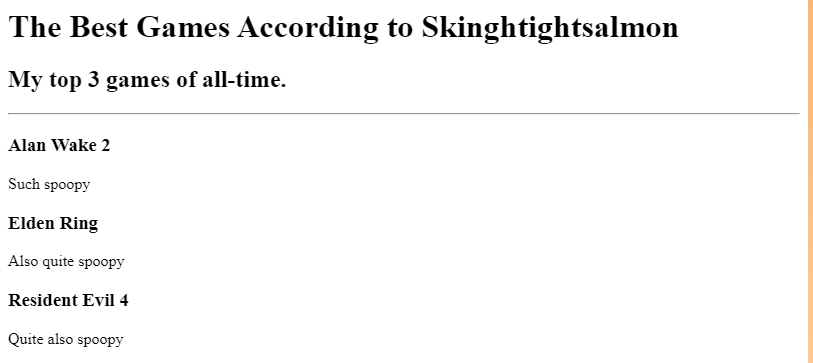 The Best Games According to Skinghtightsalmon
My top 3 games of all-time.
Alan Wake 2
Such spoopy
Elden Ring
Also quite spoopy
Resident Evil 4
Quite also spoopy